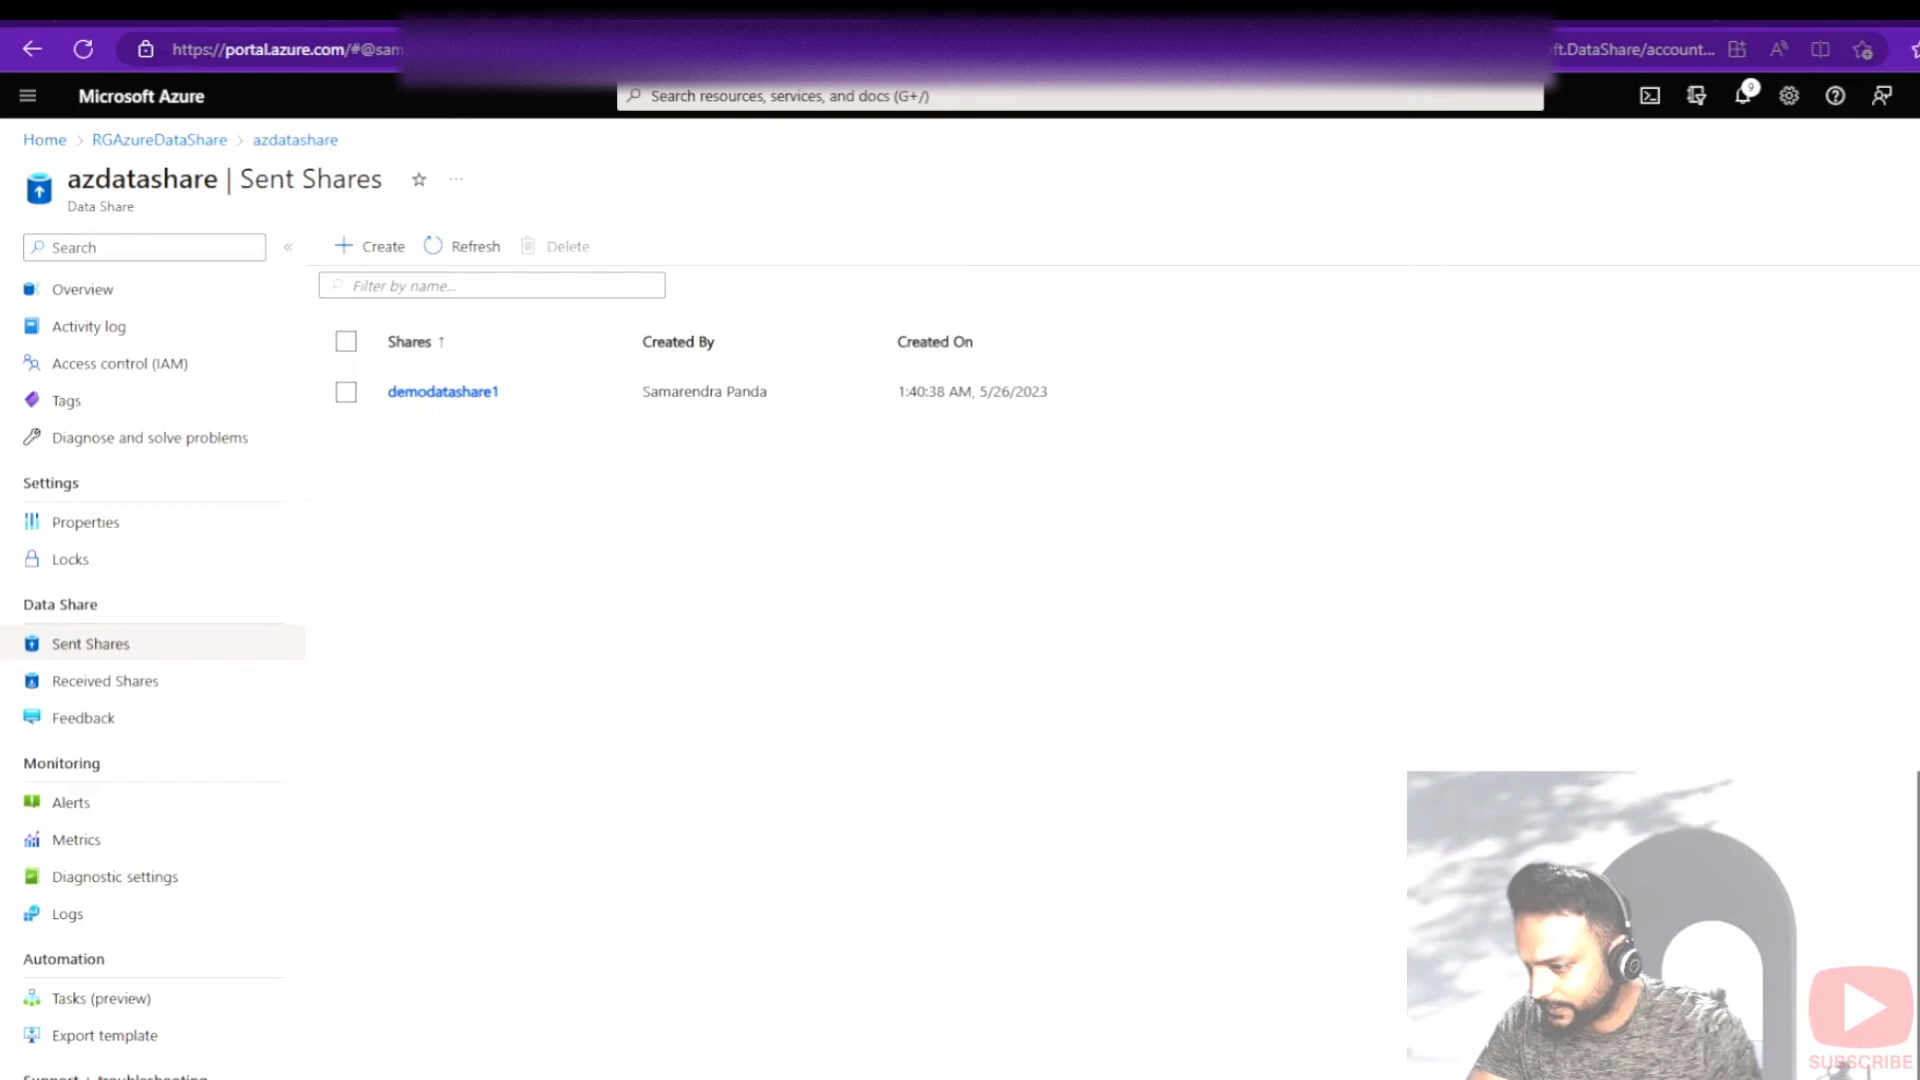 https://portal.azure.com/#@sam
ft.DataShare/account...
Microsoft Azure
Search resources, services, and docs (G+/)
9
Home > RGAzureDataShare > azdatashare
azdatashare | Sent Shares
Data Share
Search
Create
Refresh
Delete
Filter by name...
Overview
Activity log
Access control (IAM)
Tags
Diagnose and solve problems
Settings
Properties
Locks
Data Share
Sent Shares
Received Shares
Feedback
Monitoring
Alerts
Metrics
Diagnostic settings
Logs
Automation
Tasks (preview)
Export template
Support + troubleshooting
Shares ↑ Created By Created On
demodatashare1 Samarendra Panda 1:40:38 AM, 5/26/2023
SUBSCRIBE